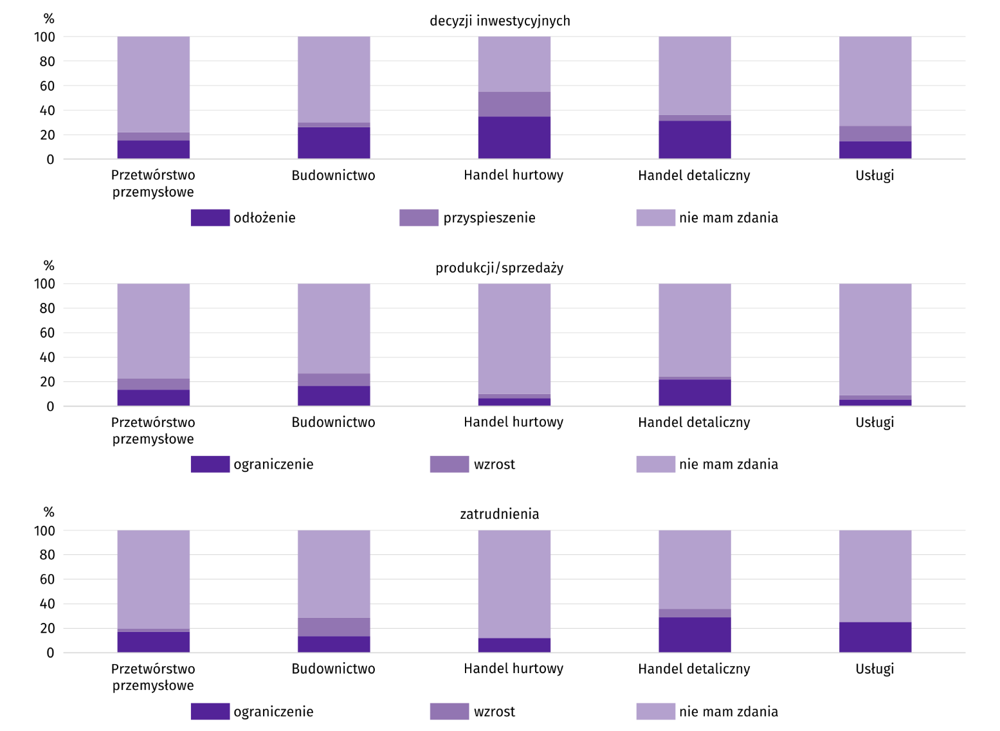 %
decyzji inwestycyjnych
100
80
60
40
20
0
Przetwórstwo
przemysłowe
Budownictwo
Handel hurtowy
Handel detaliczny
Usługi
odłożenie
przyspieszenie
nie mam zdania
%
produkcji/sprzedaży
100
80
60
40
20
0
Przetwórstwo
przemysłowe
Budownictwo
Handel hurtowy
Handel detaliczny
Usługi
ograniczenie
wzrost
nie mam zdania
%
zatrudnienia
100
80
60
40
20
0
Przetwórstwo
przemysłowe
Budownictwo
Handel hurtowy
Handel detaliczny
Usługi
ograniczenie
wzrost
nie mam zdania